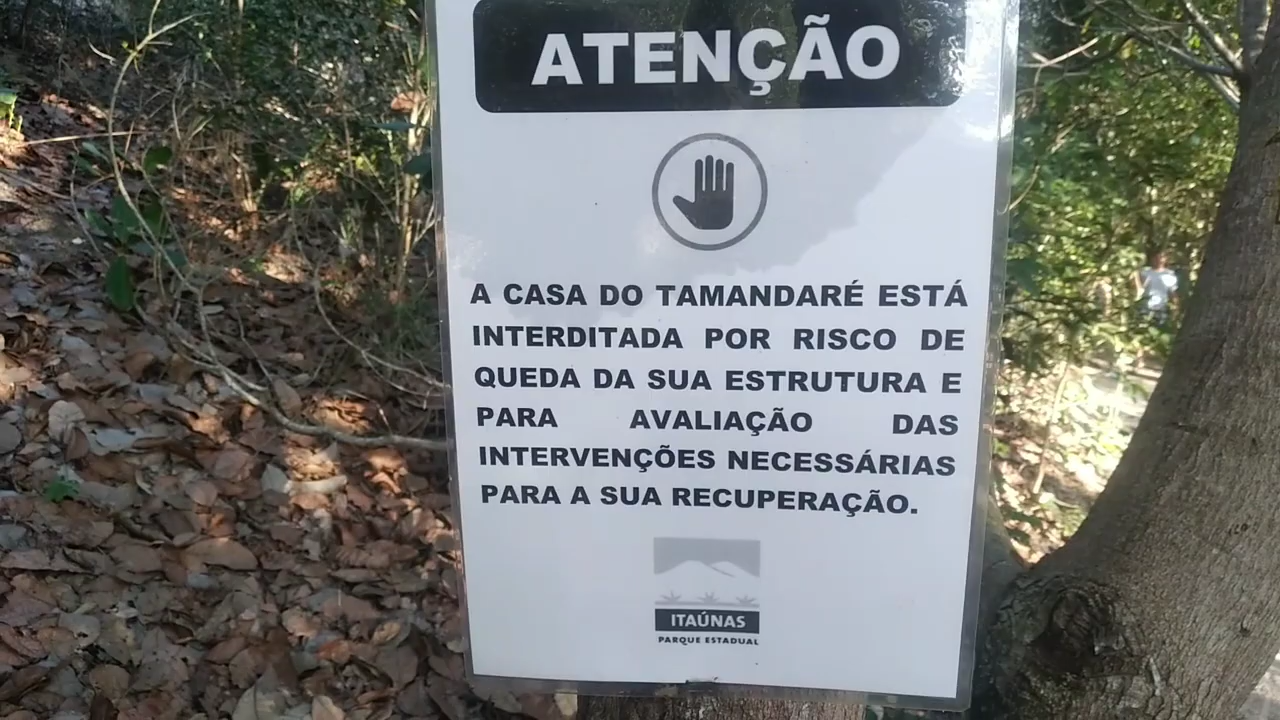 ATENÇÃO
A CASA DO TAMANDARÉ ESTÁ
INTERDITADA POR RISCO DE
QUEDA DA SUA ESTRUTURA E
PARA AVALIAÇÃO DAS
INTERVENÇÕES NECESSÁRIAS
PARA A SUA RECUPERAÇÃO.
ITAÚNAS
PARQUE ESTADUAL